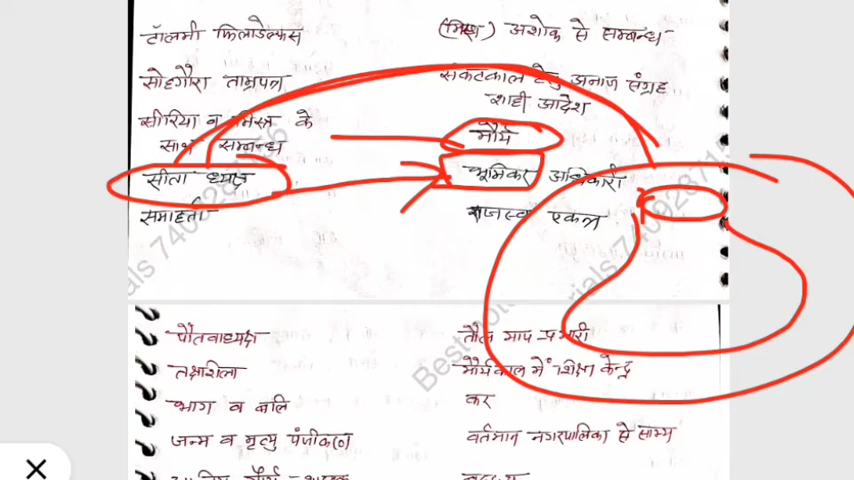 टॉलमी फिलाडेल्फस (मिस्र) अशोक से सम्बन्ध
सोहगौरा ताम्रपत्र संकटकाल हेतु अनाज संग्रह
शाही आदेश
सीरिया व मिस्र के मौर्य
साथ सम्बन्ध
सीता ध्यक्ष भूमिकर अधिकारी
समाहर्ता राजस्व एकत्र
पौतवाध्यक्ष तौल माप प्रभारी
तक्षशिला मौर्यकाल में शिक्षा केन्द्र
भाग व बलि कर
जन्म व मृत्यु पंजीक(०) वर्तमान नगरपालिका से साम्य